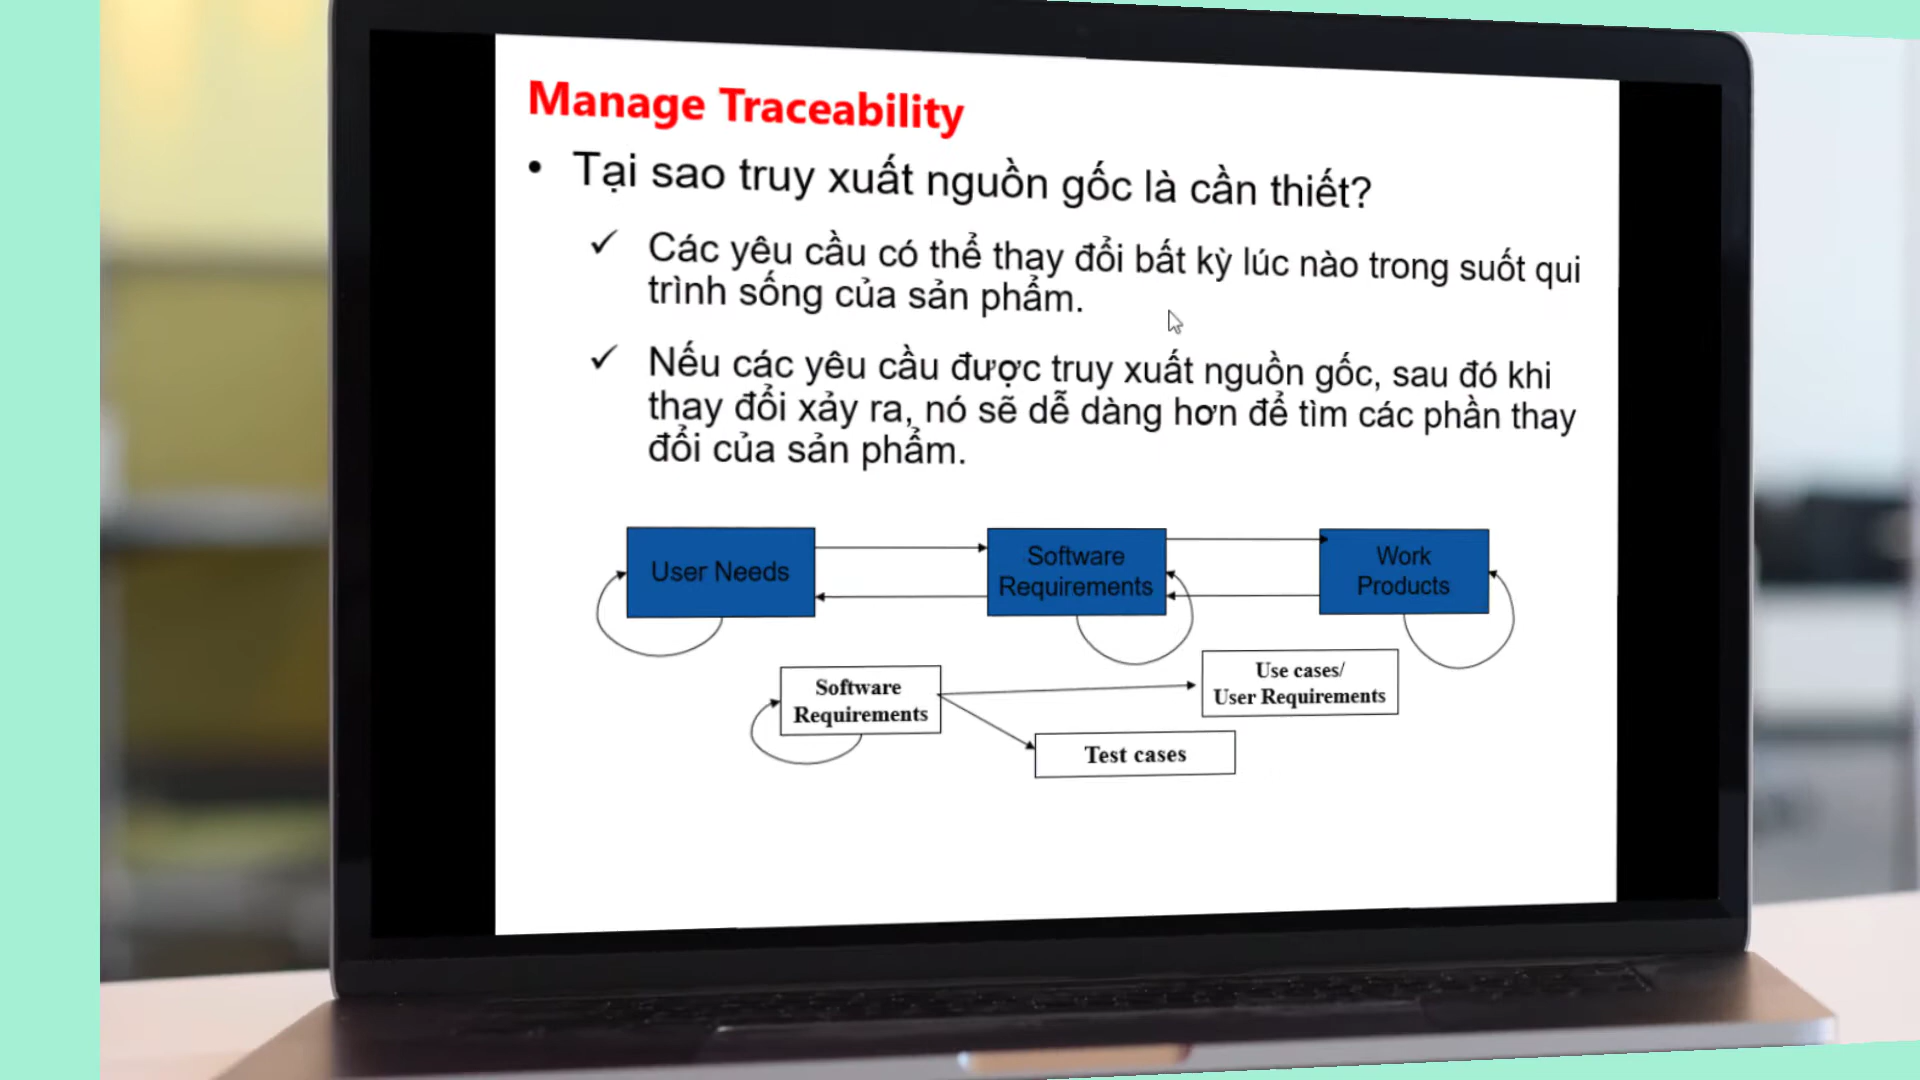 Manage Traceability
• Tại sao truy xuất nguồn gốc là cần thiết?
✓ Các yêu cầu có thể thay đổi bất kỳ lúc nào trong suốt qui
trình sống của sản phẩm.
✓ Nếu các yêu cầu được truy xuất nguồn gốc, sau đó khi
thay đổi xảy ra, nó sẽ dễ dàng hơn để tìm các phần thay
đổi của sản phẩm.
User Needs
Software
Requirements
Work
Products
Software
Requirements
Use cases/
User Requirements
Test cases